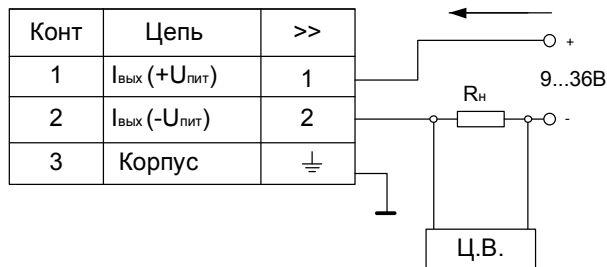 Конт Цепь >>
1 Iвых (+Uпит) 1
2 Iвых (-Uпит) 2
3 Корпус
+
9...36В
Rн
-
Ц.В.